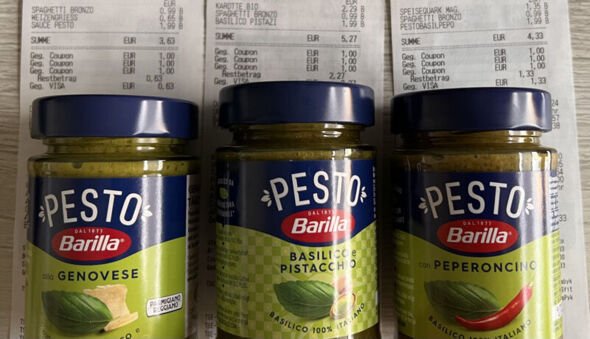 SPAGHETTI BRONZO 0,99 B
WEIZENGRIESS 0,65 B
SAUCE PESTO 1,99 B
SUMME EUR 3,63
Geg. Coupon EUR 1,00
Geg. Coupon EUR 1,00
Geg. Coupon EUR 1,00
Restbetrag 0,63
Geg. VISA EUR 0,63
KAROTTE BIO 2,29 B
SPAGHETTI BRONZO 0,99 B
BASILICO PISTAZI 1,99 B
SUMME EUR 5,27
Geg. Coupon EUR 1,00
Geg. Coupon EUR 1,00
Geg. Coupon EUR 1,00
Restbetrag 2,27
Geg. VISA
SPEISEQUARK MAG. 1,35 B
SPAGHETTI BRONZO 0,99 B
PESTOBASILPEPO 1,99 B
SUMME EUR 4,33
Geg. Coupon EUR 1,00
Geg. Coupon EUR 1,00
Geg. Coupon EUR 1,00
Restbetrag 1,33
Geg. VISA EUR 1,33
PESTO
DAL 1877
Barilla
alla GENOVESE
PARMIGIANO
REGGIANO
PESTO
DAL 1877
Barilla
BASILICO e
PISTACCHIO
BASILICO 100% ITALIANO
PESTO
DAL 1877
Barilla
con PEPERONCINO
BASILICO 100% ITALIANO